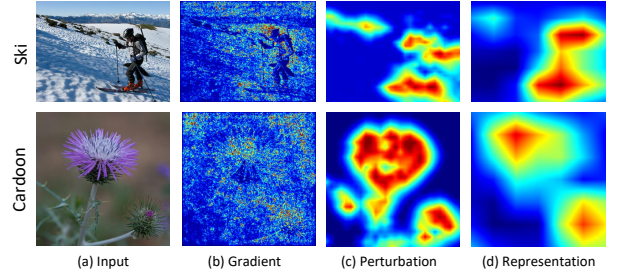 Ski
Cardoon
(a) Input
(b) Gradient
(c) Perturbation
(d) Representation